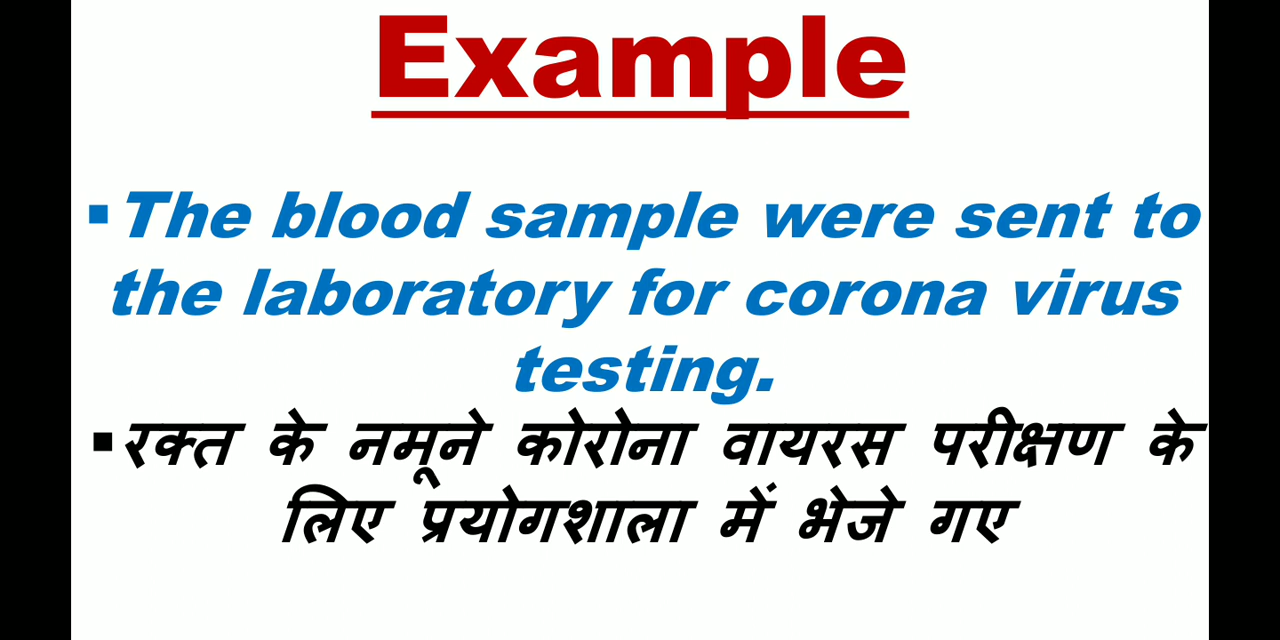 Example
▪The blood sample were sent to
the laboratory for corona virus
testing.
▪रक्त के नमूने कोरोना वायरस परीक्षण के
लिए प्रयोगशाला में भेजे गए